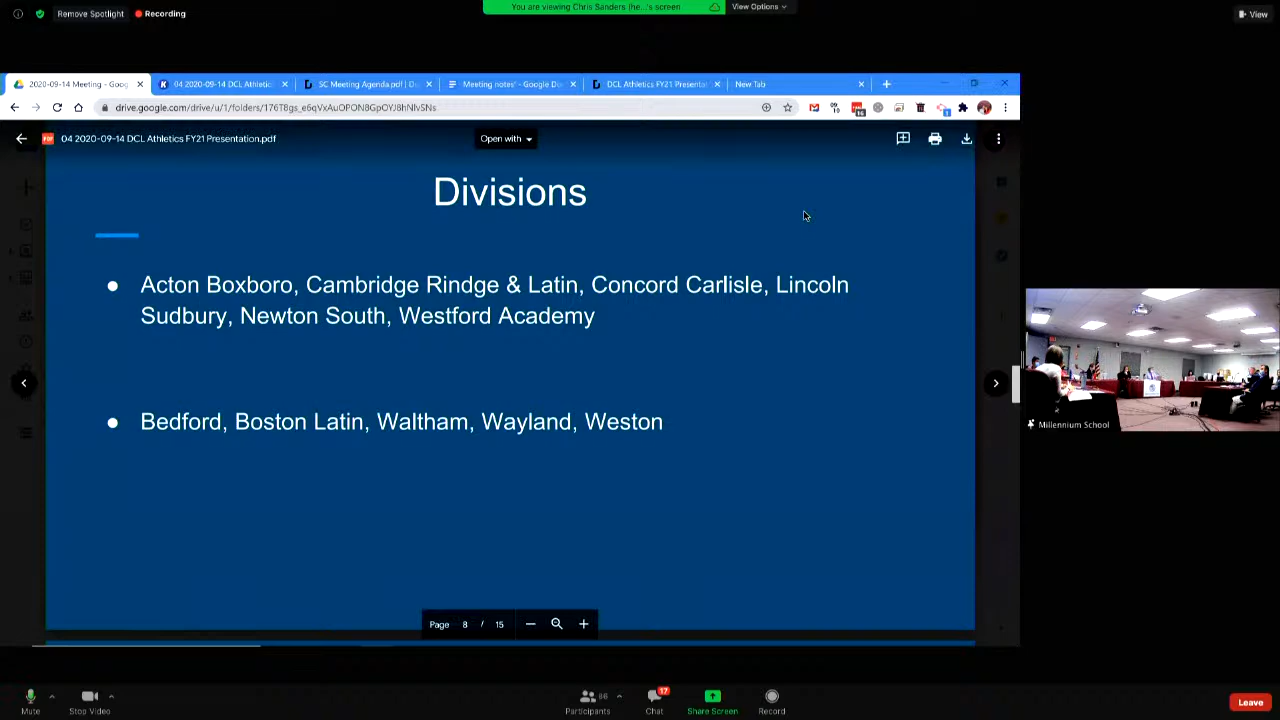 Remove Spotlight
Recording
You are viewing Chris Sanders (he...'s screen
View Options
View
2020-09-14 Meeting - Goog
04 2020-09-14 DCL Athletic
SC Meeting Agenda.pdf | D
Meeting notes' - Google D
DCL Athletics FY21 Presentat
New Tab
04 2020-09-14 DCL Athletics FY21 Presentation.pdf
Open with
Divisions
● Acton Boxboro, Cambridge Rindge & Latin, Concord Carlisle, Lincoln
Sudbury, Newton South, Westford Academy
● Bedford, Boston Latin, Waltham, Wayland, Weston
Millennium School
Page 8 / 15
Mute
Stop Video
Participants 86
Chat 17
Share Screen
Record
Leave